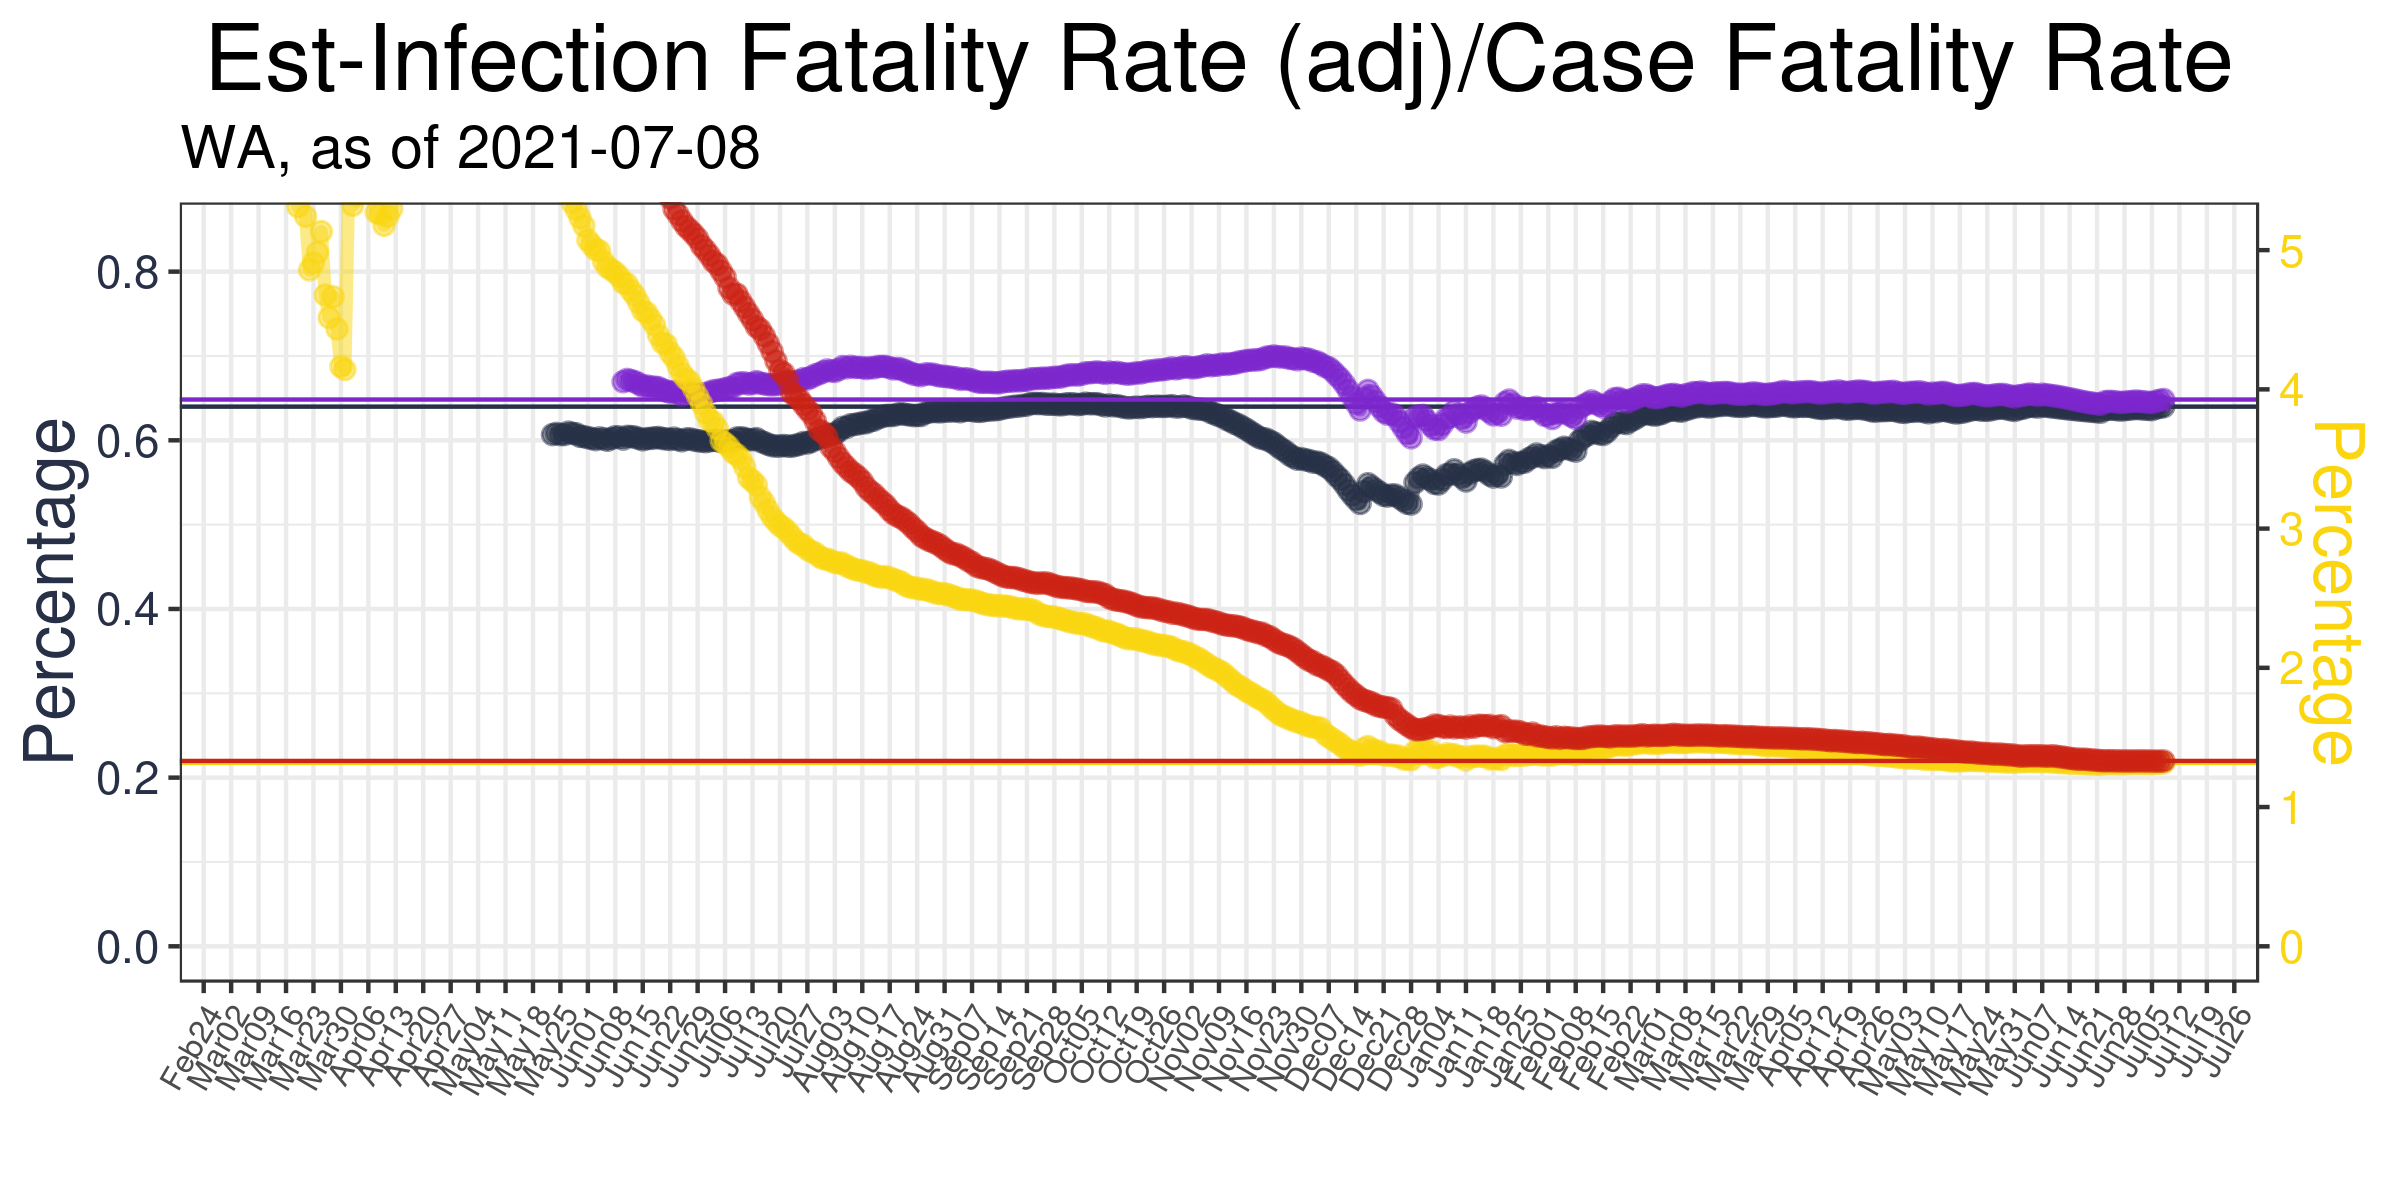 Est-Infection Fatality Rate (adj)/Case Fatality Rate
WA, as of 2021-07-08
Percentage
0.8
0.6
0.4
0.2
0.0
5
4
3
2
1
0
Percentage
Feb24
Mar02
Mar09
Mar16
Mar23
Mar30
Apr06
Apr13
Apr20
Apr27
May04
May11
May18
May25
Jun01
Jun08
Jun15
Jun22
Jun29
Jul06
Jul13
Jul20
Jul27
Aug03
Aug10
Aug17
Aug24
Aug31
Sep07
Sep14
Sep21
Sep28
Oct05
Oct12
Oct19
Oct26
Nov02
Nov09
Nov16
Nov23
Nov30
Dec07
Dec14
Dec21
Dec28
Jan04
Jan11
Jan18
Jan25
Feb01
Feb08
Feb15
Feb22
Mar01
Mar08
Mar15
Mar22
Mar29
Apr05
Apr12
Apr19
Apr26
May03
May10
May17
May24
May31
Jun07
Jun14
Jun21
Jun28
Jul05
Jul12
Jul19
Jul26